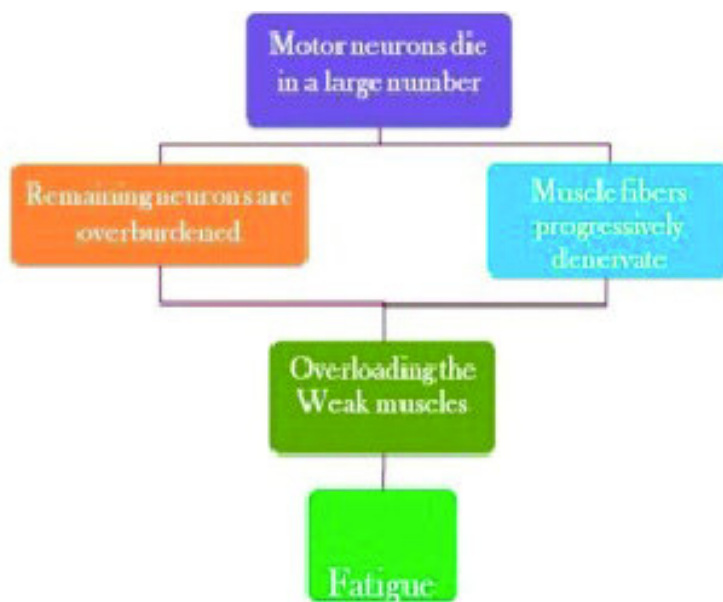 Motor neurons die
in a large number
Remaining neurons are
overburdened
Muscle fibers
progressively
denervate
Overloading the
Weak muscles
Fatigue